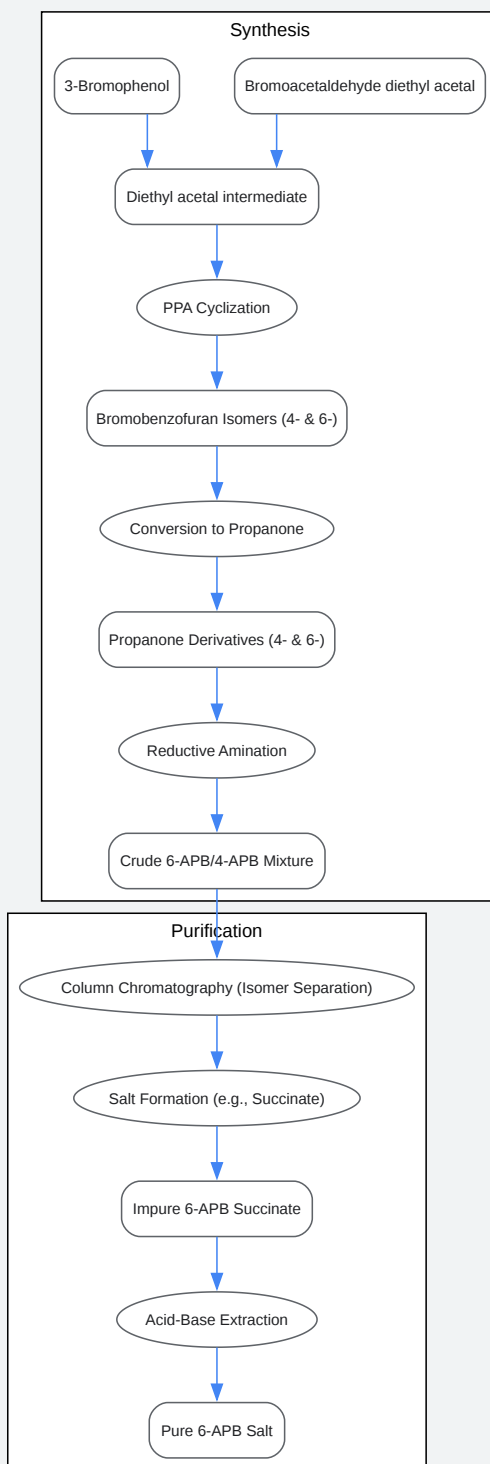 Synthesis
3-Bromophenol
Bromoacetaldehyde diethyl acetal
Diethyl acetal intermediate
PPA Cyclization
Bromobenzofuran Isomers (4- & 6-)
Conversion to Propanone
Propanone Derivatives (4- & 6-)
Reductive Amination
Crude 6-APB/4-APB Mixture
Purification
Column Chromatography (Isomer Separation)
Salt Formation (e.g., Succinate)
Impure 6-APB Succinate
Acid-Base Extraction
Pure 6-APB Salt